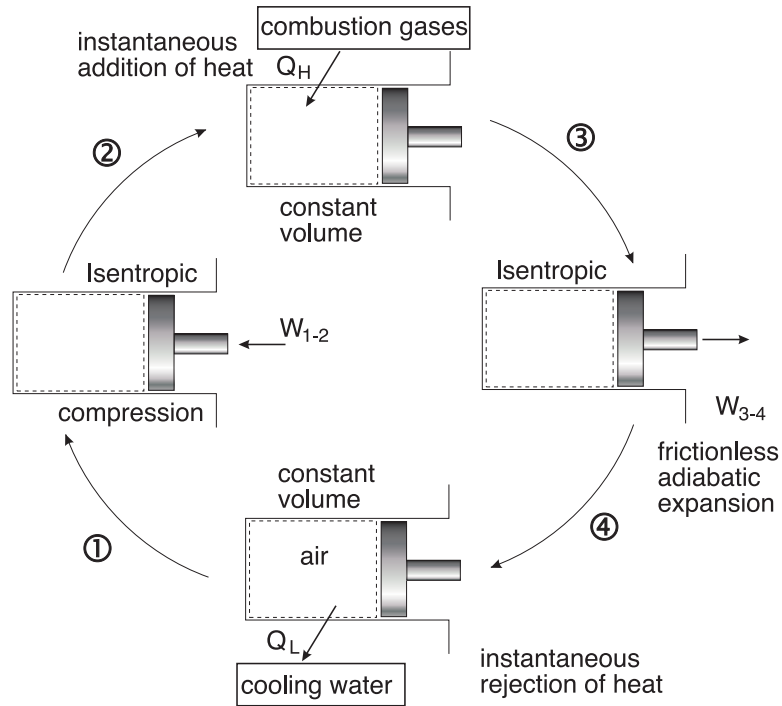 combustion gases
instantaneous
addition of heat
Q_H
②
③
constant
volume
Isentropic
W_1-2
compression
Isentropic
W_3-4
frictionless
adiabatic
expansion
constant
volume
①
④
air
Q_L
cooling water
instantaneous
rejection of heat